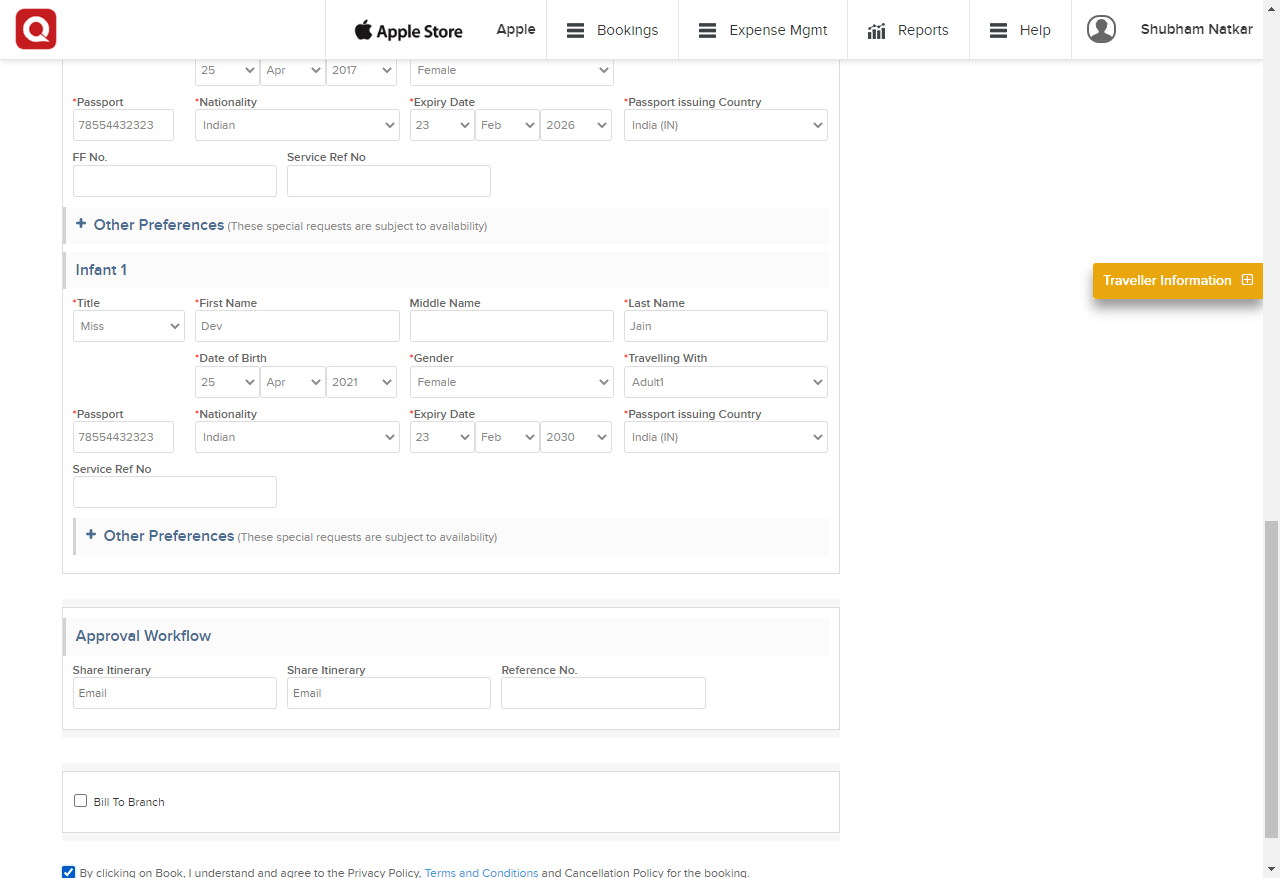 Apple Store Apple Bookings Expense Mgmt Reports Help Shubham Natkar
25 Apr 2017 Female
*Passport *Nationality *Expiry Date *Passport issuing Country
78554432323 Indian 23 Feb 2026 India (IN)
FF No. Service Ref No
+ Other Preferences (These special requests are subject to availability)
Infant 1
Traveller Information
*Title *First Name Middle Name *Last Name
Miss Dev Jain
*Date of Birth *Gender *Travelling With
25 Apr 2021 Female Adult1
*Passport *Nationality *Expiry Date *Passport issuing Country
78554432323 Indian 23 Feb 2030 India (IN)
Service Ref No
+ Other Preferences (These special requests are subject to availability)
Approval Workflow
Share Itinerary Share Itinerary Reference No.
Email Email
Bill To Branch
By clicking on Book, I understand and agree to the Privacy Policy, Terms and Conditions and Cancellation Policy for the booking.